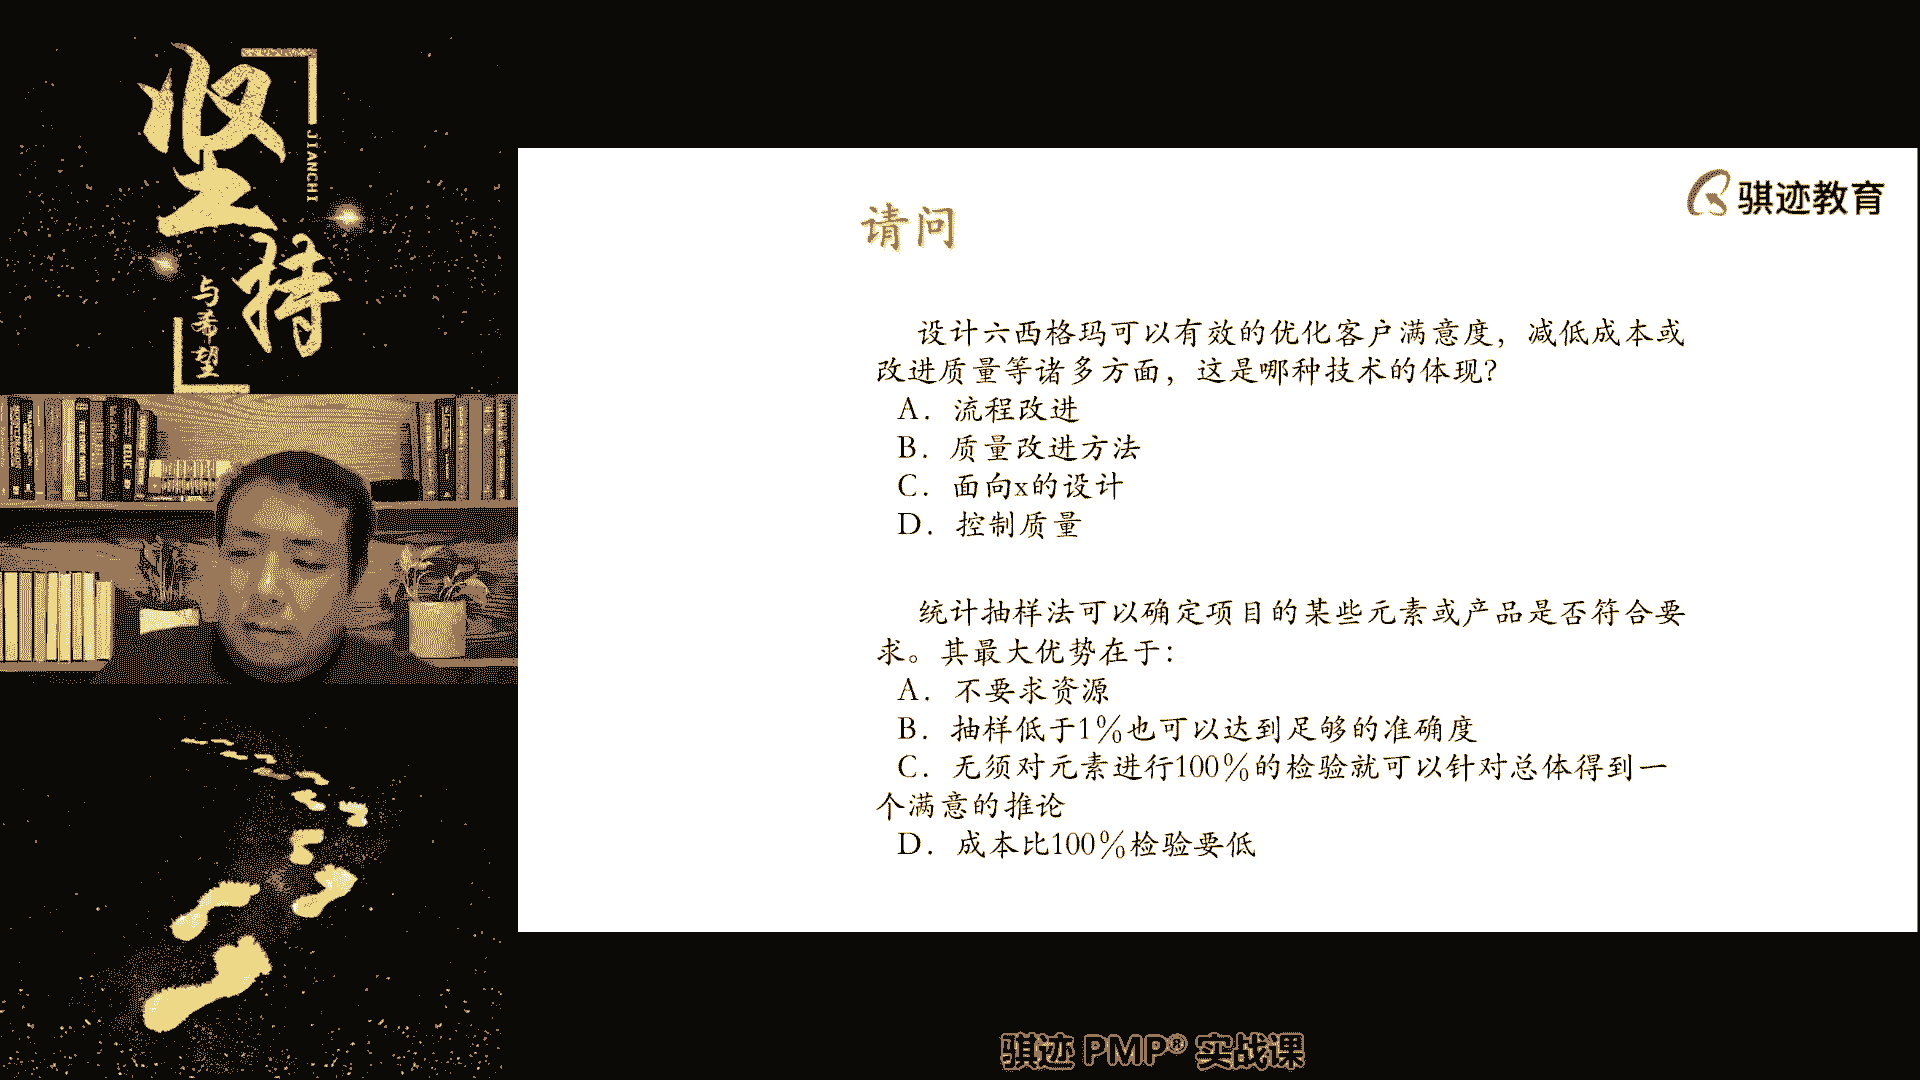 坚持
JIANCHI
与希望
骐迹教育
请问
设计六西格玛可以有效的优化客户满意度，减低成本或
改进质量等诸多方面，这是哪种技术的体现？
A．流程改进
B．质量改进方法
C．面向x的设计
D．控制质量
统计抽样法可以确定项目的某些元素或产品是否符合要
求。其最大优势在于：
A．不要求资源
B．抽样低于1%也可以达到足够的准确度
C．无须对元素进行100%的检验就可以针对总体得到一
个满意的推论
D．成本比100%检验要低
骐迹 PMP® 实战课